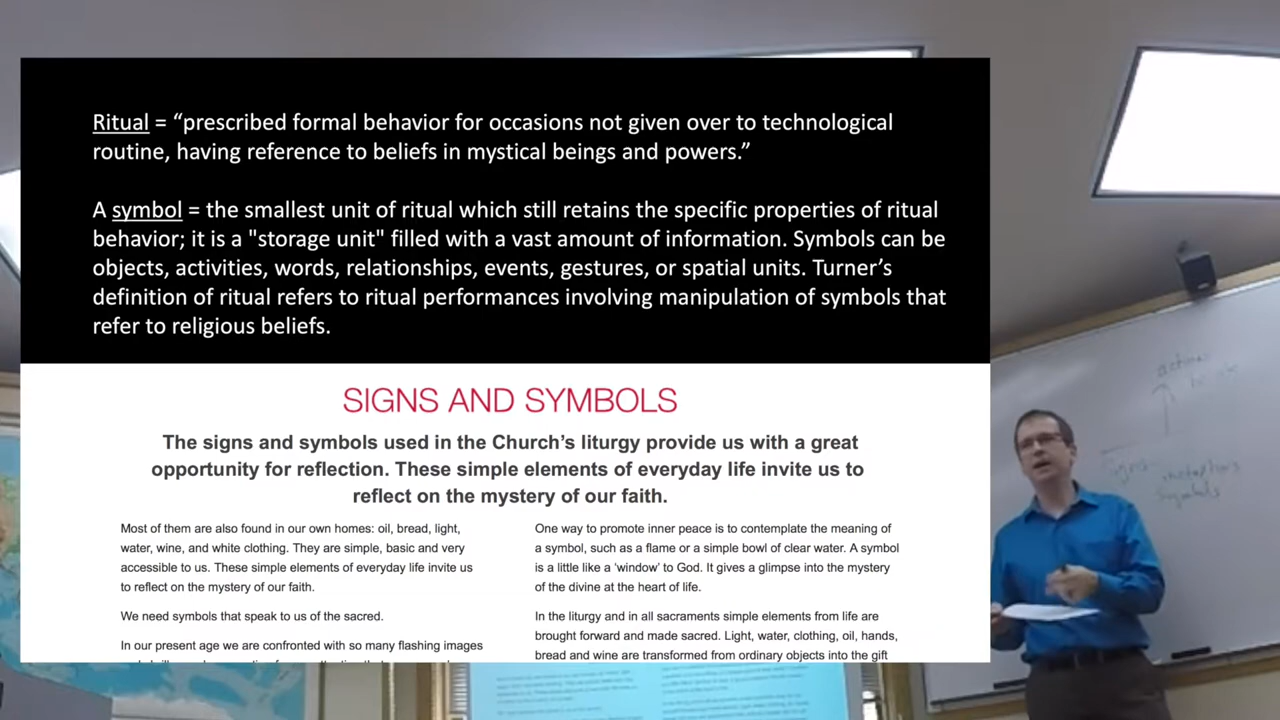 Ritual = “prescribed formal behavior for occasions not given over to technological
routine, having reference to beliefs in mystical beings and powers.”
A symbol = the smallest unit of ritual which still retains the specific properties of ritual
behavior; it is a "storage unit" filled with a vast amount of information. Symbols can be
objects, activities, words, relationships, events, gestures, or spatial units. Turner’s
definition of ritual refers to ritual performances involving manipulation of symbols that
refer to religious beliefs.
SIGNS AND SYMBOLS
The signs and symbols used in the Church’s liturgy provide us with a great
opportunity for reflection. These simple elements of everyday life invite us to
reflect on the mystery of our faith.
Most of them are also found in our own homes: oil, bread, light,
water, wine, and white clothing. They are simple, basic and very
accessible to us. These simple elements of everyday life invite us
to reflect on the mystery of our faith.
We need symbols that speak to us of the sacred.
In our present age we are confronted with so many flashing images
One way to promote inner peace is to contemplate the meaning of
a symbol, such as a flame or a simple bowl of clear water. A symbol
is a little like a ‘window’ to God. It gives a glimpse into the mystery
of the divine at the heart of life.
In the liturgy and in all sacraments simple elements from life are
brought forward and made sacred. Light, water, clothing, oil, hands,
bread and wine are transformed from ordinary objects into the gift
Signs
metaphors
symbols